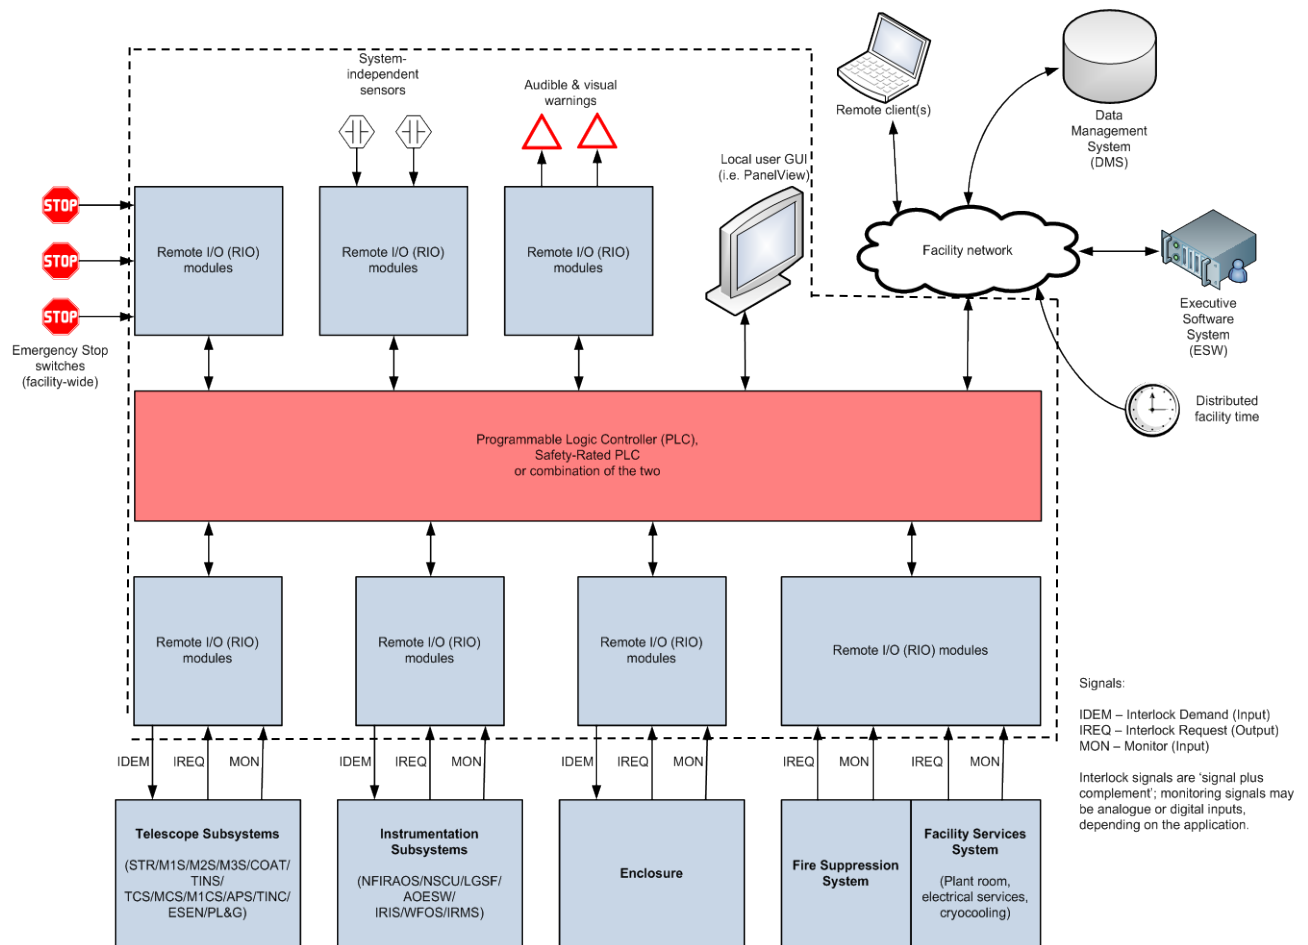 System-
independent
sensors
Audible & visual
warnings
Remote client(s)
Data
Management
System
(DMS)
Local user GUI
(i.e. PanelView)
STOP
STOP
STOP
Emergency Stop
switches
(facility-wide)
Remote I/O (RIO)
modules
Remote I/O (RIO)
modules
Remote I/O (RIO)
modules
Facility network
Executive
Software
System
(ESW)
Distributed
facility time
Programmable Logic Controller (PLC),
Safety-Rated PLC
or combination of the two
Remote I/O (RIO)
modules
Remote I/O (RIO)
modules
Remote I/O (RIO)
modules
Remote I/O (RIO) modules
Signals:
IDEM – Interlock Demand (Input)
IREQ – Interlock Request (Output)
MON – Monitor (Input)
Interlock signals are ‘signal plus
complement’; monitoring signals may
be analogue or digital inputs,
depending on the application.
IDEM IREQ MON
IDEM IREQ MON
IDEM IREQ MON
IREQ MON
IREQ MON
Telescope Subsystems
(STR/M1S/M2S/M3S/COAT/
TINS/
TCS/MCS/M1CS/APS/TINC/
ESEN/PL&G)
Instrumentation
Subsystems
(NFIRAOS/NSCU/LGSF/
AOESW/
IRIS/WFOS/IRMS)
Enclosure
Fire Suppression
System
Facility Services
System
(Plant room,
electrical services,
cryocooling)